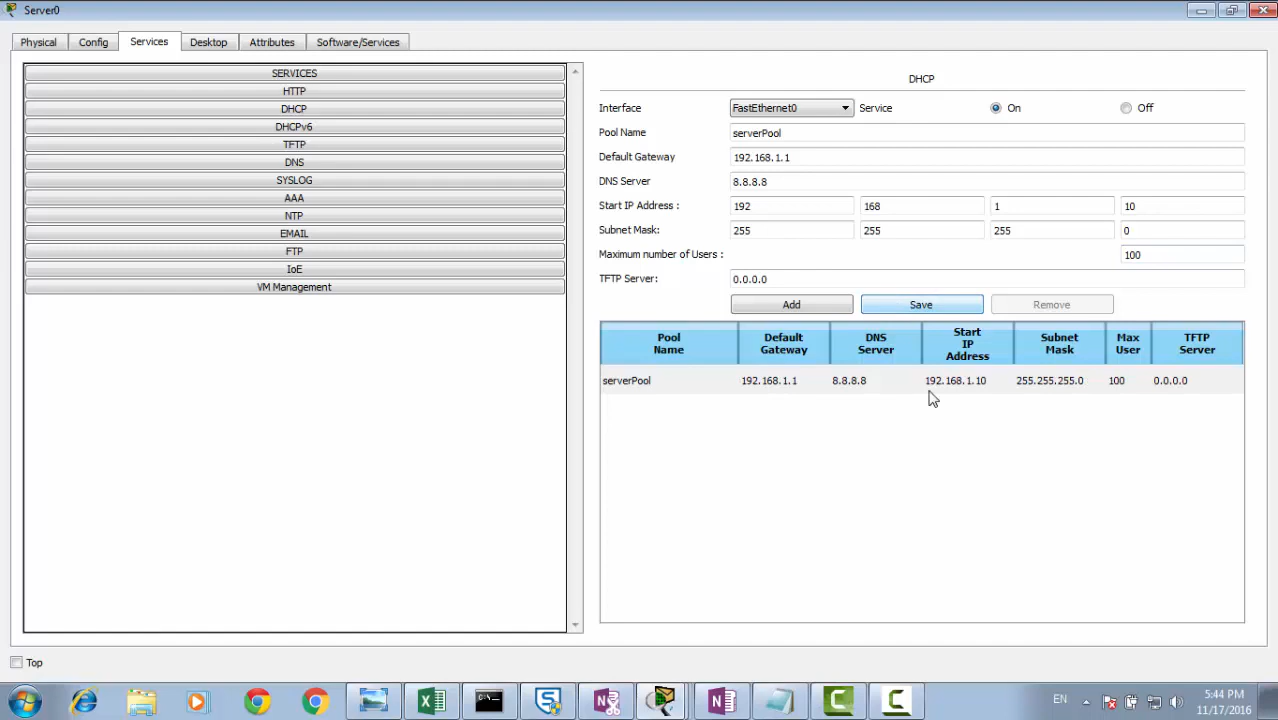 Server0
Physical Config Services Desktop Attributes Software/Services
SERVICES
HTTP
DHCP
DHCPv6
TFTP
DNS
SYSLOG
AAA
NTP
EMAIL
FTP
IoE
VM Management
DHCP
Interface FastEthernet0 Service On Off
Pool Name serverPool
Default Gateway 192.168.1.1
DNS Server 8.8.8.8
Start IP Address : 192 168 1 10
Subnet Mask: 255 255 255 0
Maximum number of Users : 100
TFTP Server: 0.0.0.0
Add Save Remove
Pool Name Default Gateway DNS Server Start IP Address Subnet Mask Max User TFTP Server
serverPool 192.168.1.1 8.8.8.8 192.168.1.10 255.255.255.0 100 0.0.0.0
Top
EN 5:44 PM
11/17/2016